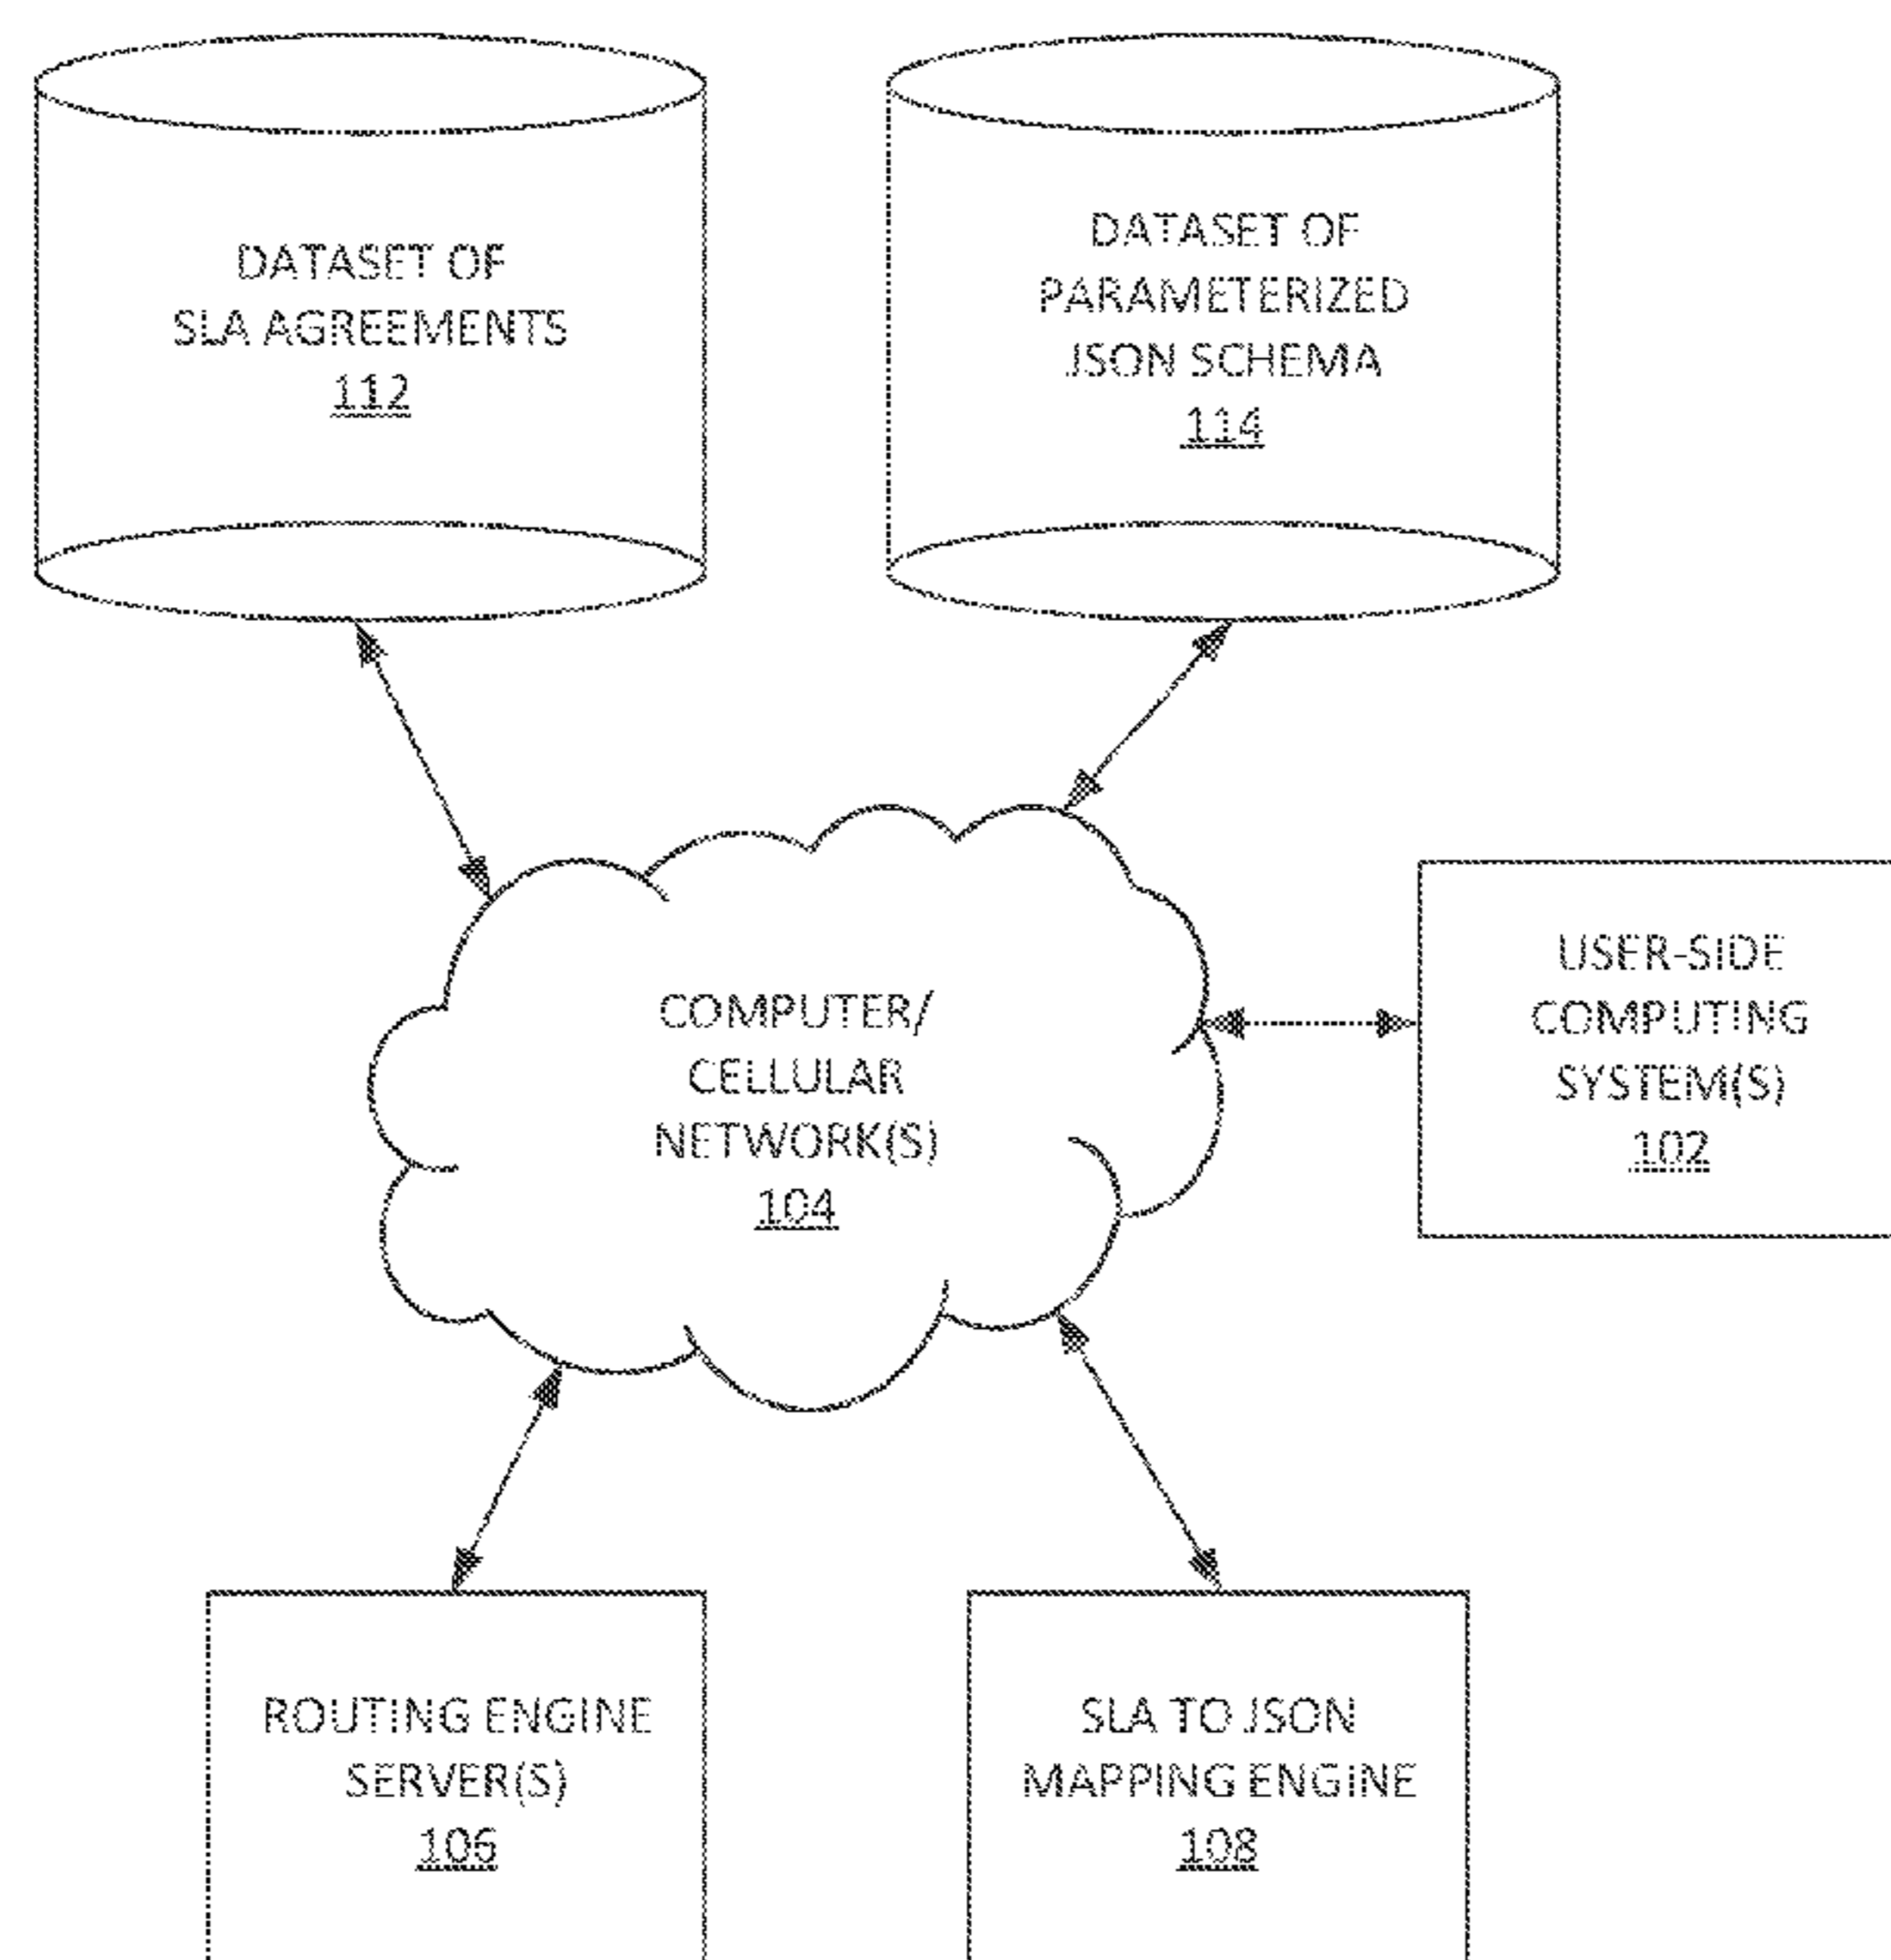 DATASET OF
SLA AGREEMENTS
112
DATASET OF
PARAMETERIZED
JSON SCHEMA
114
COMPUTER/
CELLULAR
NETWORK(S)
104
USER-SIDE
COMPUTING
SYSTEM(S)
102
ROUTING ENGINE
SERVER(S)
106
SLA TO JSON
MAPPING ENGINE
108